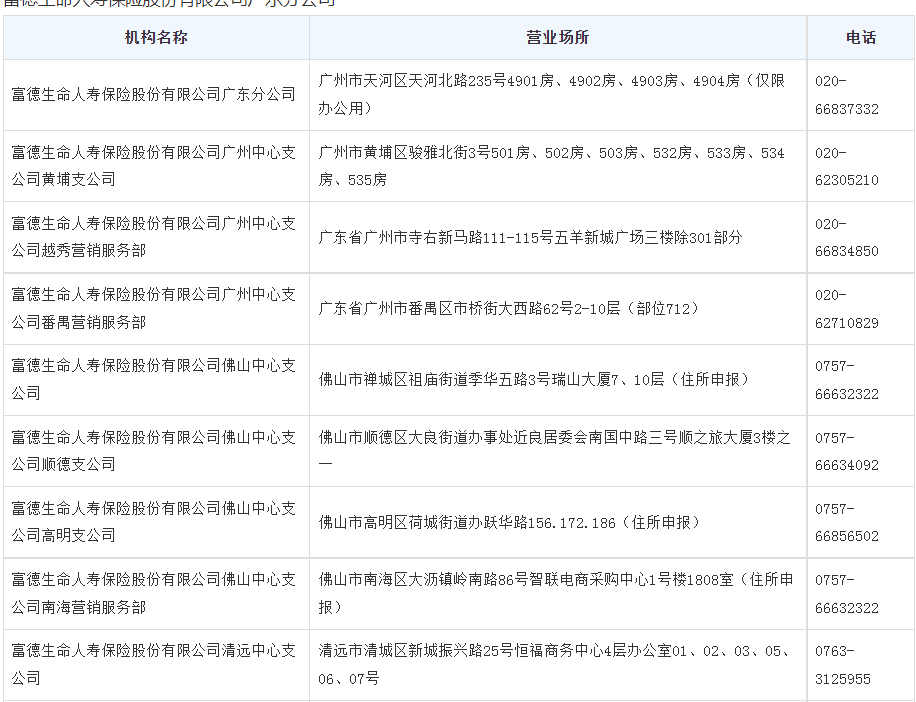 富德生命人寿保险股份有限公司广东分公司
机构名称 营业场所 电话
富德生命人寿保险股份有限公司广东分公司
广州市天河区天河北路235号4901房、4902房、4903房、4904房（仅限
办公用）
020-
66837332
富德生命人寿保险股份有限公司广州中心支
公司黄埔支公司
广州市黄埔区骏雅北街3号501房、502房、503房、532房、533房、534
房、535房
020-
62305210
富德生命人寿保险股份有限公司广州中心支
公司越秀营销服务部
广东省广州市寺右新马路111-115号五羊新城广场三楼除301部分
020-
66834850
富德生命人寿保险股份有限公司广州中心支
公司番禺营销服务部
广东省广州市番禺区市桥街大西路62号2-10层（部位712）
020-
62710829
富德生命人寿保险股份有限公司佛山中心支
公司
佛山市禅城区祖庙街道季华五路3号瑞山大厦7、10层（住所申报）
0757-
66632322
富德生命人寿保险股份有限公司佛山中心支
公司顺德支公司
佛山市顺德区大良街道办事处近良居委会南国中路三号顺之旅大厦3楼之
一
0757-
66634092
富德生命人寿保险股份有限公司佛山中心支
公司高明支公司
佛山市高明区荷城街道办跃华路156.172.186（住所申报）
0757-
66856502
富德生命人寿保险股份有限公司佛山中心支
公司南海营销服务部
佛山市南海区大沥镇岭南路86号智联电商采购中心1号楼1808室（住所申
报）
0757-
66632322
富德生命人寿保险股份有限公司清远中心支
公司
清远市清城区新城振兴路25号恒福商务中心4层办公室01、02、03、05、
06、07号
0763-
3125955